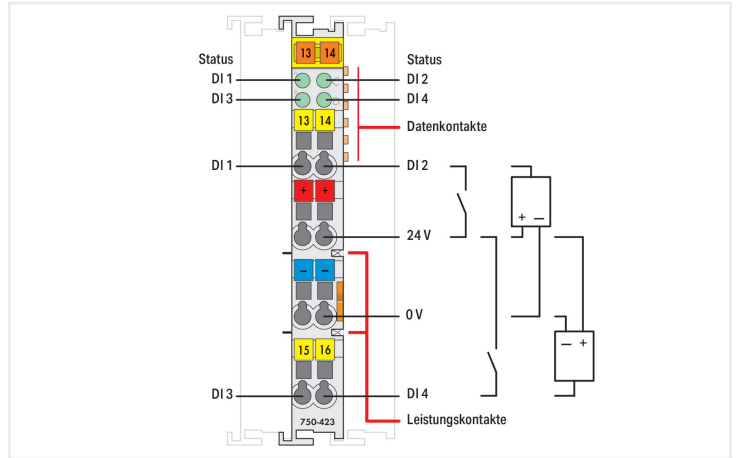 13 14
Status Status
DI 1 DI 2
DI 3 DI 4
13 14
Datenkontakte
DI 1 DI 2
+ +
+ −
24 V
− −
0 V
− +
15 16
DI 3 DI 4
Leistungskontakte
750-423